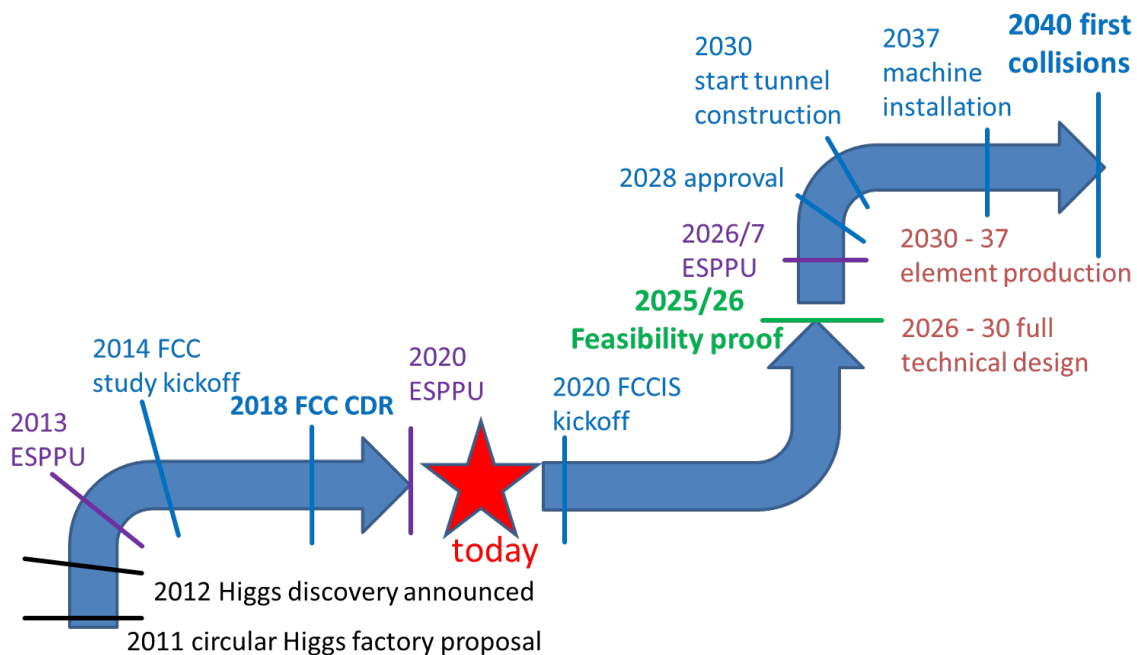 2040 first
collisions
2037
machine
installation
2030
start tunnel
construction
2028 approval
2026/7
ESPPU
2030 - 37
element production
2025/26
Feasibility proof
2026 - 30 full
technical design
2014 FCC
study kickoff
2020
ESPPU
2020 FCCIS
kickoff
2018 FCC CDR
2013
ESPPU
today
2012 Higgs discovery announced
2011 circular Higgs factory proposal